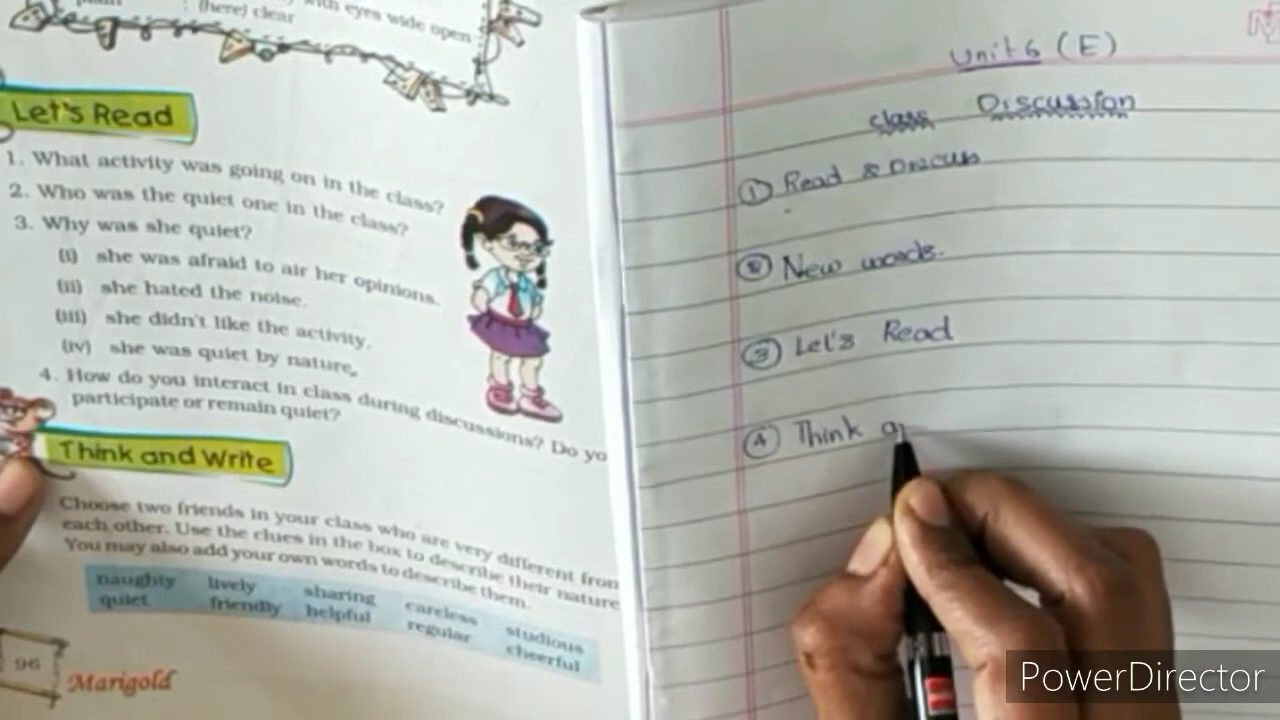 with eyes wide open
: (here) clear
Let's Read
1. What activity was going on in the class?
2. Who was the quiet one in the class?
3. Why was she quiet?
(i) she was afraid to air her opinions.
(ii) she hated the noise.
(iii) she didn't like the activity.
(iv) she was quiet by nature.
4. How do you interact in class during discussions? Do yo
participate or remain quiet?
Think and Write
Choose two friends in your class who are very different from
each other. Use the clues in the box to describe their nature
You may also add your own words to describe them.
naughty lively sharing careless studious
quiet friendly helpful regular cheerful
96
Marigold
Unit 6 (E)
class Discussion
① Read & Discuss
② New words.
③ Let's Read
④ Think an
PowerDirector